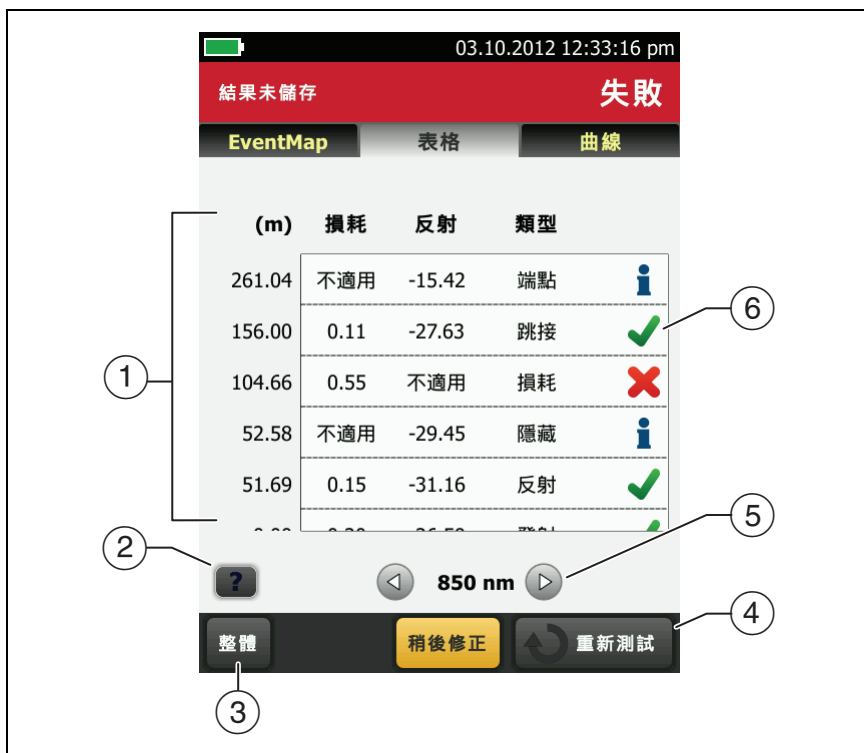 03.10.2012 12:33:16 pm
結果未儲存 失敗
EventMap 表格 曲線
(m) 損耗 反射 類型
261.04 不適用 -15.42 端點
156.00 0.11 -27.63 跳接
104.66 0.55 不適用 損耗
52.58 不適用 -29.45 隱藏
51.69 0.15 -31.16 反射
1
2
3
4
5
6
?
850 nm
整體 稍後修正 重新測試